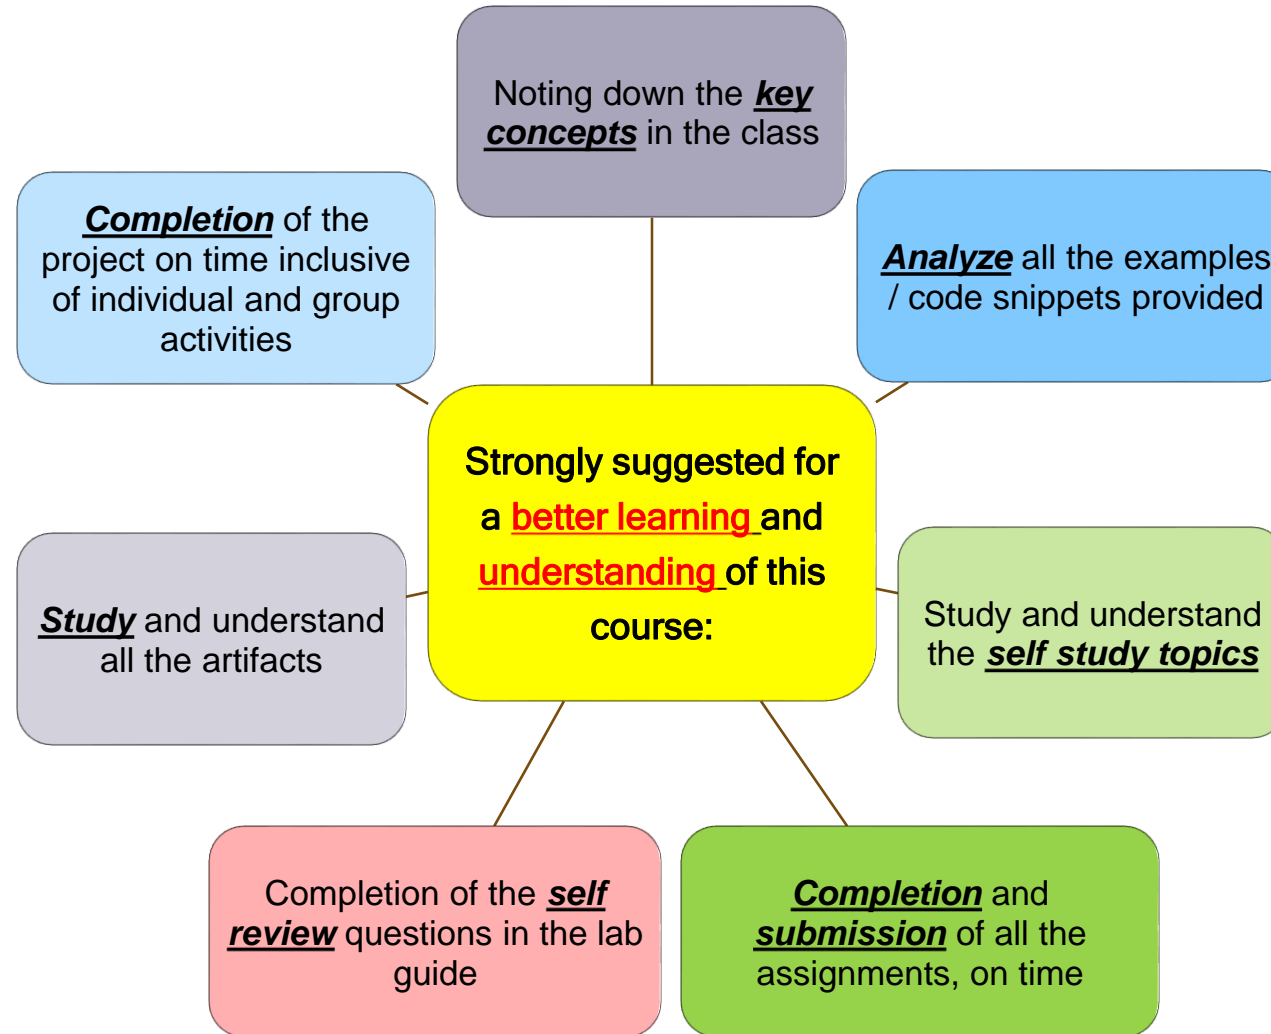 Noting down the key
concepts in the class
Analyze all the examples
/ code snippets provided
Study and understand
the self study topics
Completion and
submission of all the
assignments, on time
Completion of the self
review questions in the lab
guide
Study and understand
all the artifacts
Completion of the
project on time inclusive
of individual and group
activities
Strongly suggested for
a better learning and
understanding of this
course: